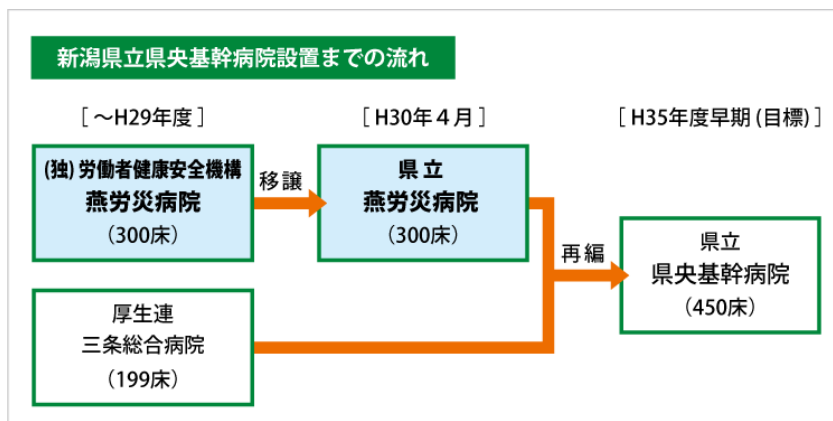 新潟県立県央基幹病院設置までの流れ
[ ～H29年度 ]
[ H30年４月 ]
[ H35年度早期 (目標) ]
(独) 労働者健康安全機構
燕労災病院
（300床）
移譲
県 立
燕労災病院
（300床）
再編
県立
県央基幹病院
（450床）
厚生連
三条総合病院
（199床）